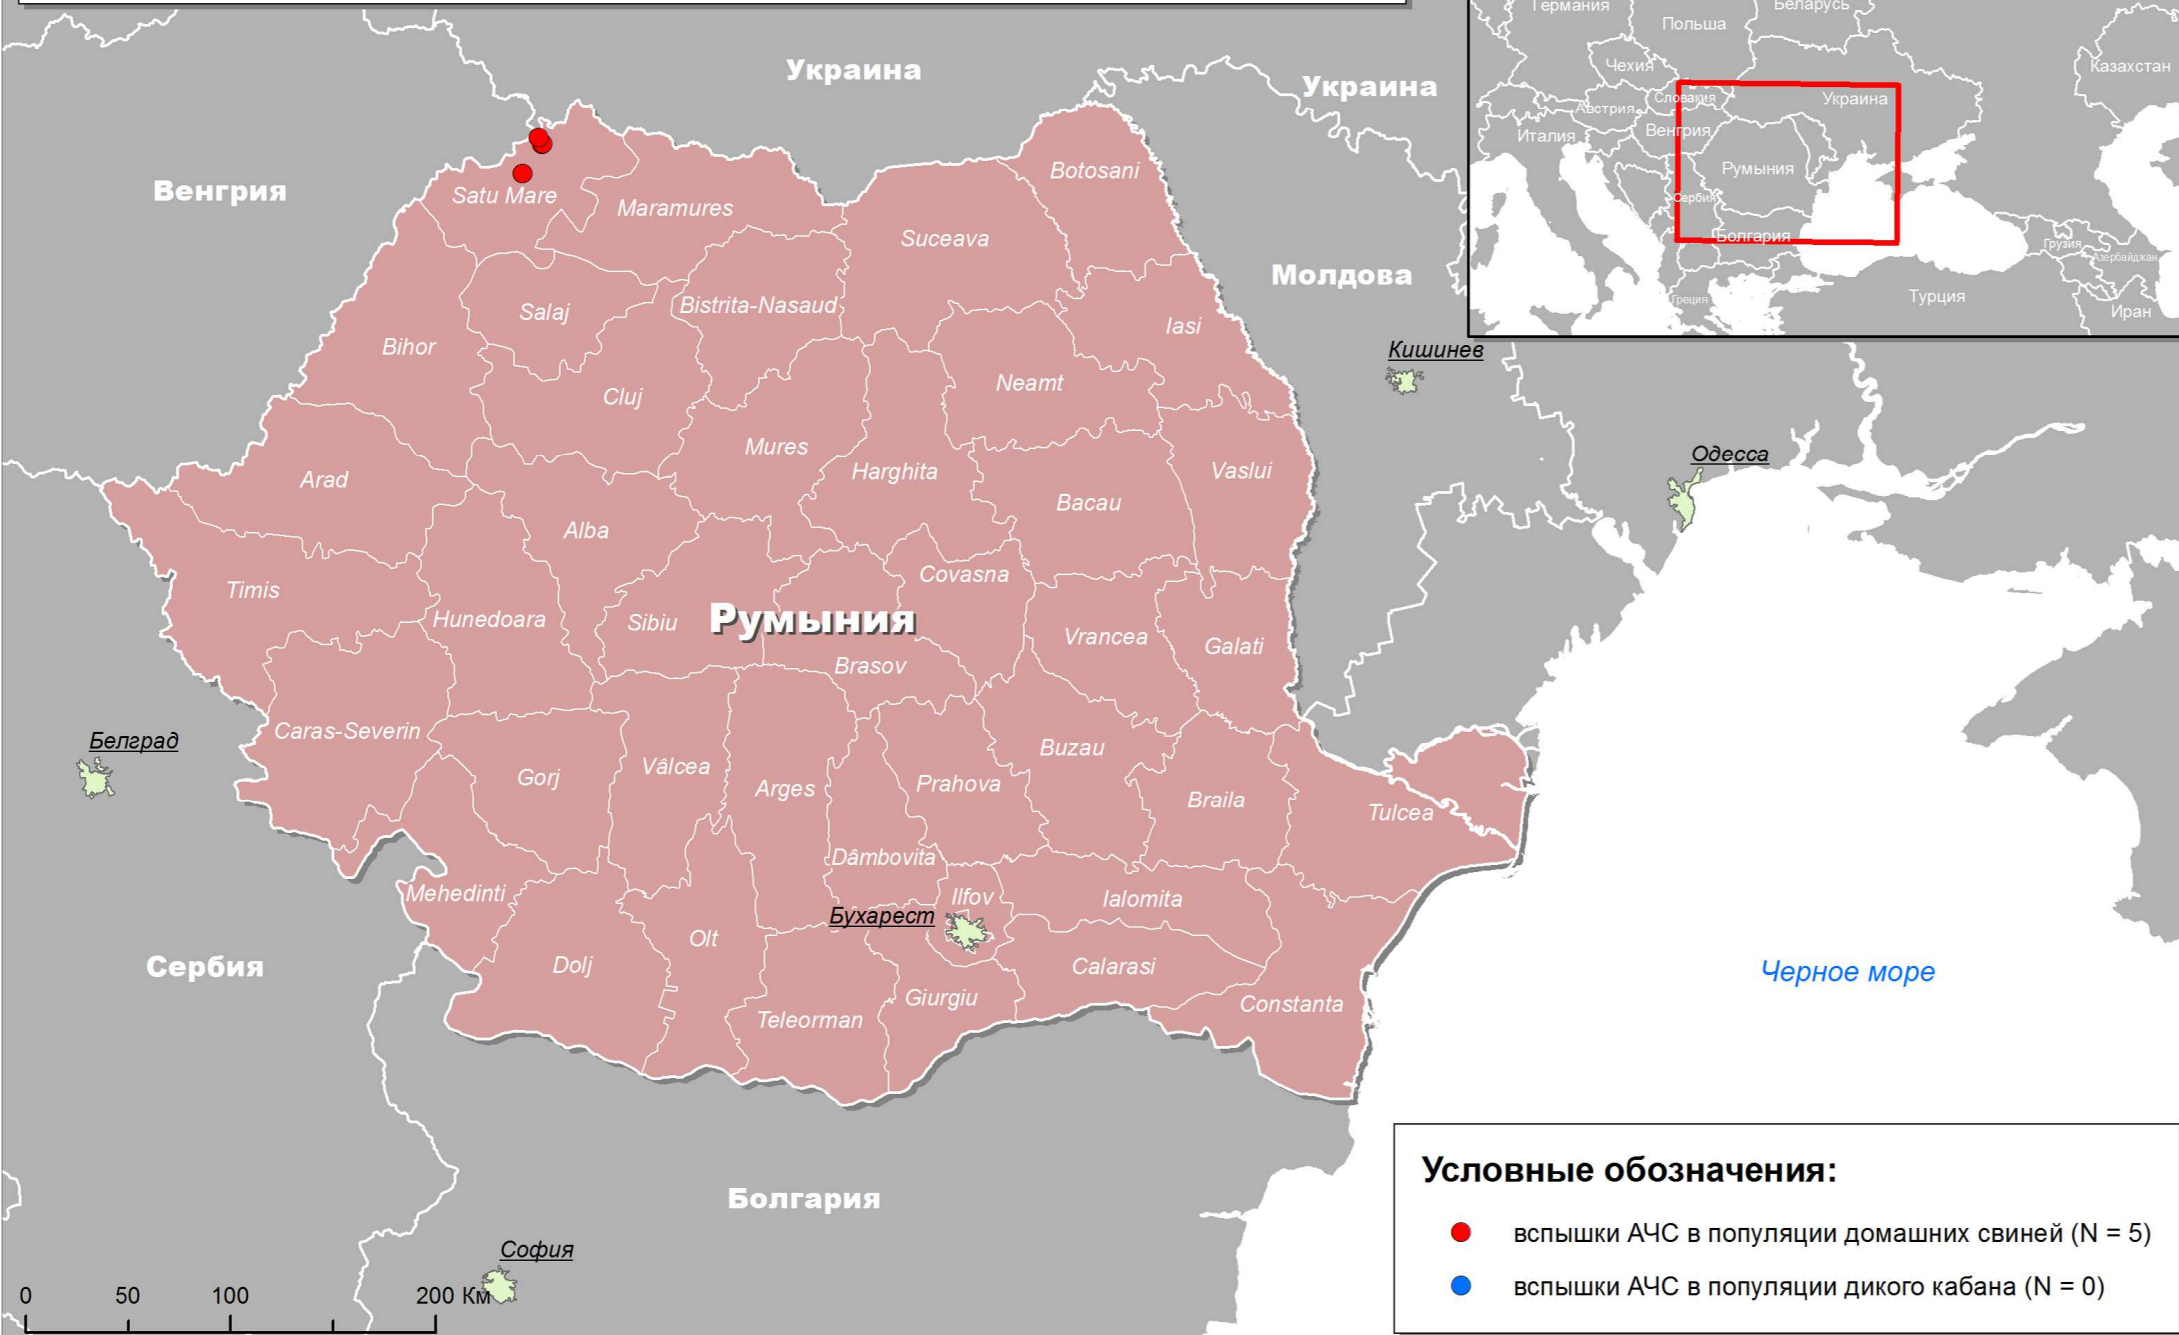 Германия
Польша
Беларусь
Чехия
Казахстан
Словакия
Украина
Австрия
Венгрия
Италия
Румыния
Сербия
Болгария
Грузия
Азербайджан
Турция
Греция
Иран
Украина
Украина
Венгрия
Молдова
Satu Mare
Maramures
Botosani
Suceava
Salaj
Bistrita-Nasaud
Iasi
Bihor
Кишинев
Cluj
Neamt
Mures
Harghita
Vaslui
Arad
Одесса
Bacau
Alba
Covasna
Timis
Hunedoara
Sibiu
Румыния
Vrancea
Galati
Brasov
Caras-Severin
Белград
Buzau
Gorj
Vâlcea
Arges
Prahova
Braila
Tulcea
Dâmbovita
Mehedinti
Ilfov
Ialomita
Бухарест
Olt
Dolj
Сербия
Calarasi
Черное море
Giurgiu
Constanta
Teleorman
Болгария
София
0 50 100 200 Км
Условные обозначения:
вспышки АЧС в популяции домашних свиней (N = 5)
вспышки АЧС в популяции дикого кабана (N = 0)